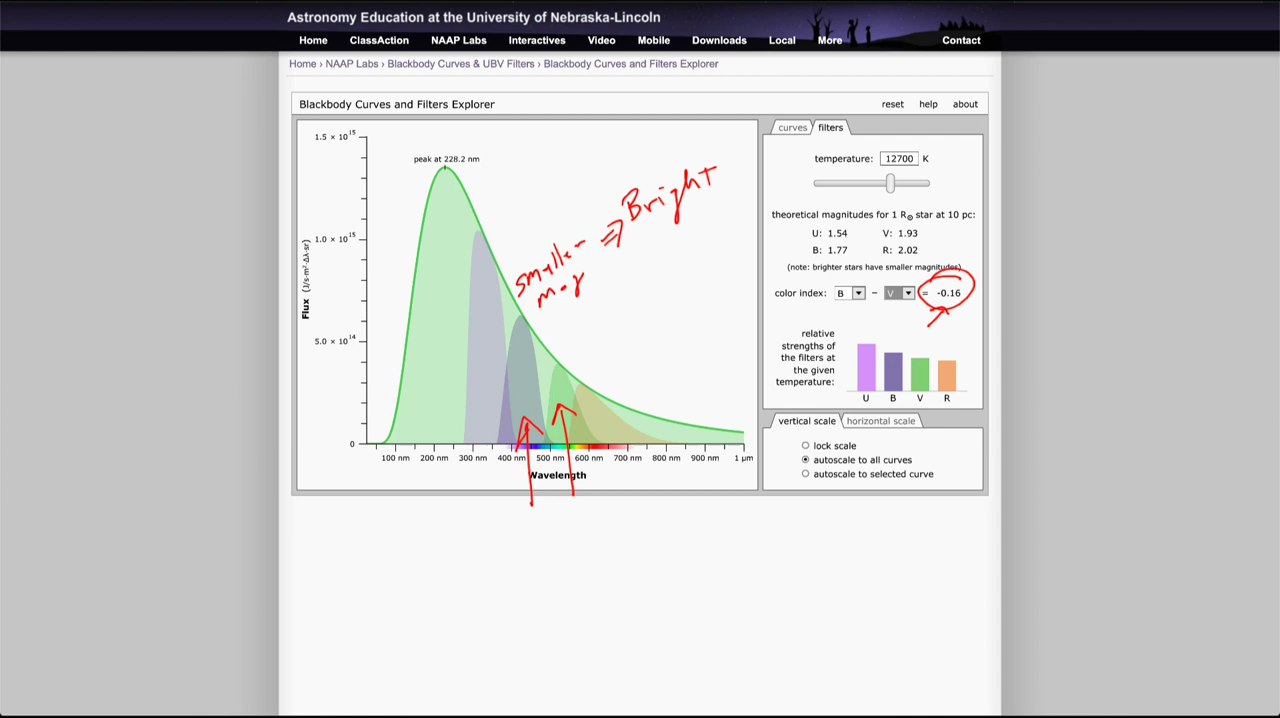 Astronomy Education at the University of Nebraska-Lincoln
Home ClassAction NAAP Labs Interactives Video Mobile Downloads Local More Contact
Home › NAAP Labs › Blackbody Curves & UBV Filters › Blackbody Curves and Filters Explorer
Blackbody Curves and Filters Explorer reset help about
1.5 × 10¹⁵
1.0 × 10¹⁵
5.0 × 10¹⁴
0
Flux (J/s·m²·Δλ·sr)
peak at 228.2 nm
smaller ⇒ Bright
mag
100 nm 200 nm 300 nm 400 nm 500 nm 600 nm 700 nm 800 nm 900 nm 1 μm
Wavelength
curves filters
temperature: 12700 K
theoretical magnitudes for 1 R⊙ star at 10 pc:
U: 1.54 V: 1.93
B: 1.77 R: 2.02
(note: brighter stars have smaller magnitudes)
color index: B - V = -0.16
relative
strengths of
the filters at
the given
temperature:
U B V R
vertical scale horizontal scale
lock scale
autoscale to all curves
autoscale to selected curve